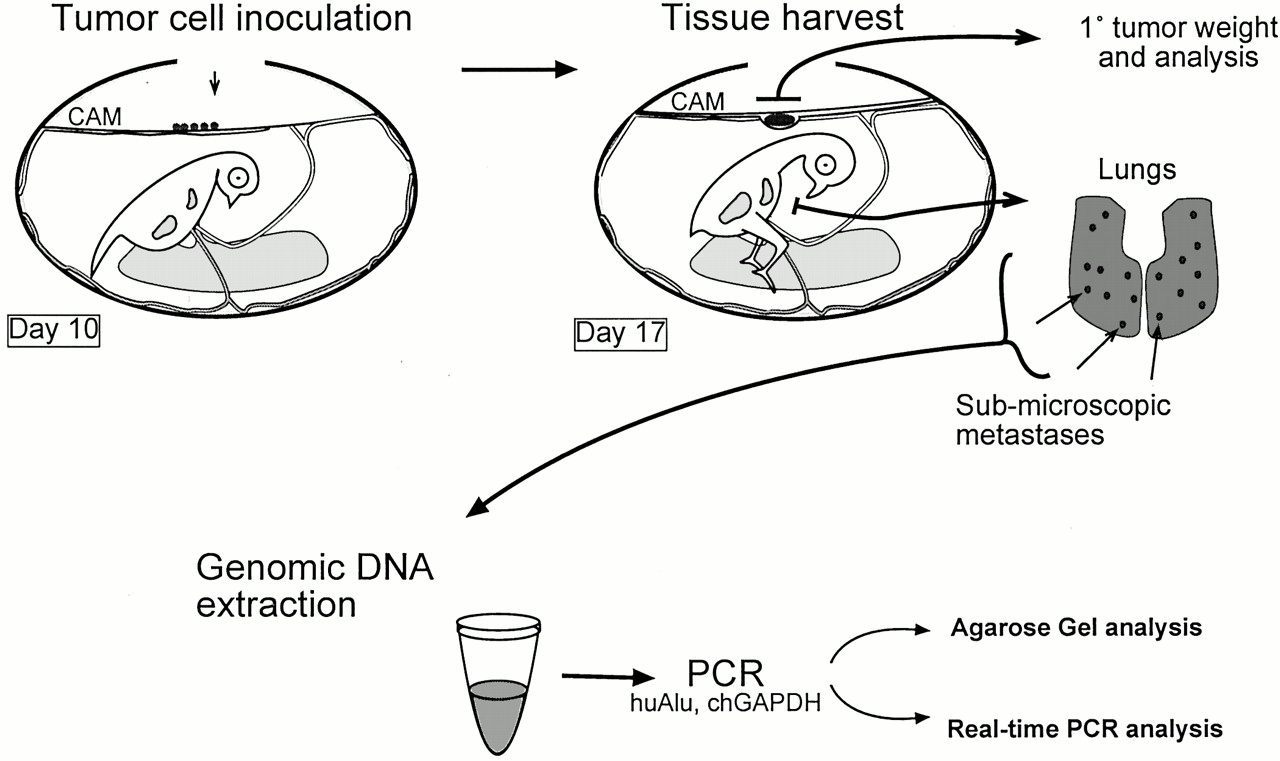 Tumor cell inoculation
Tissue harvest
1° tumor weight
and analysis
CAM
CAM
Lungs
Day 10
Day 17
Sub-microscopic
metastases
Genomic DNA
extraction
PCR
huAlu, chGAPDH
Agarose Gel analysis
Real-time PCR analysis